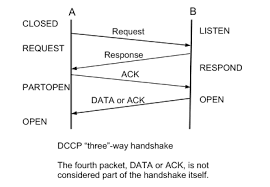 A B
CLOSED
Request LISTEN
REQUEST
Response
RESPOND
ACK
PARTOPEN
DATA or ACK OPEN
OPEN
DCCP “three”-way handshake
The fourth packet, DATA or ACK, is not
considered part of the handshake itself.